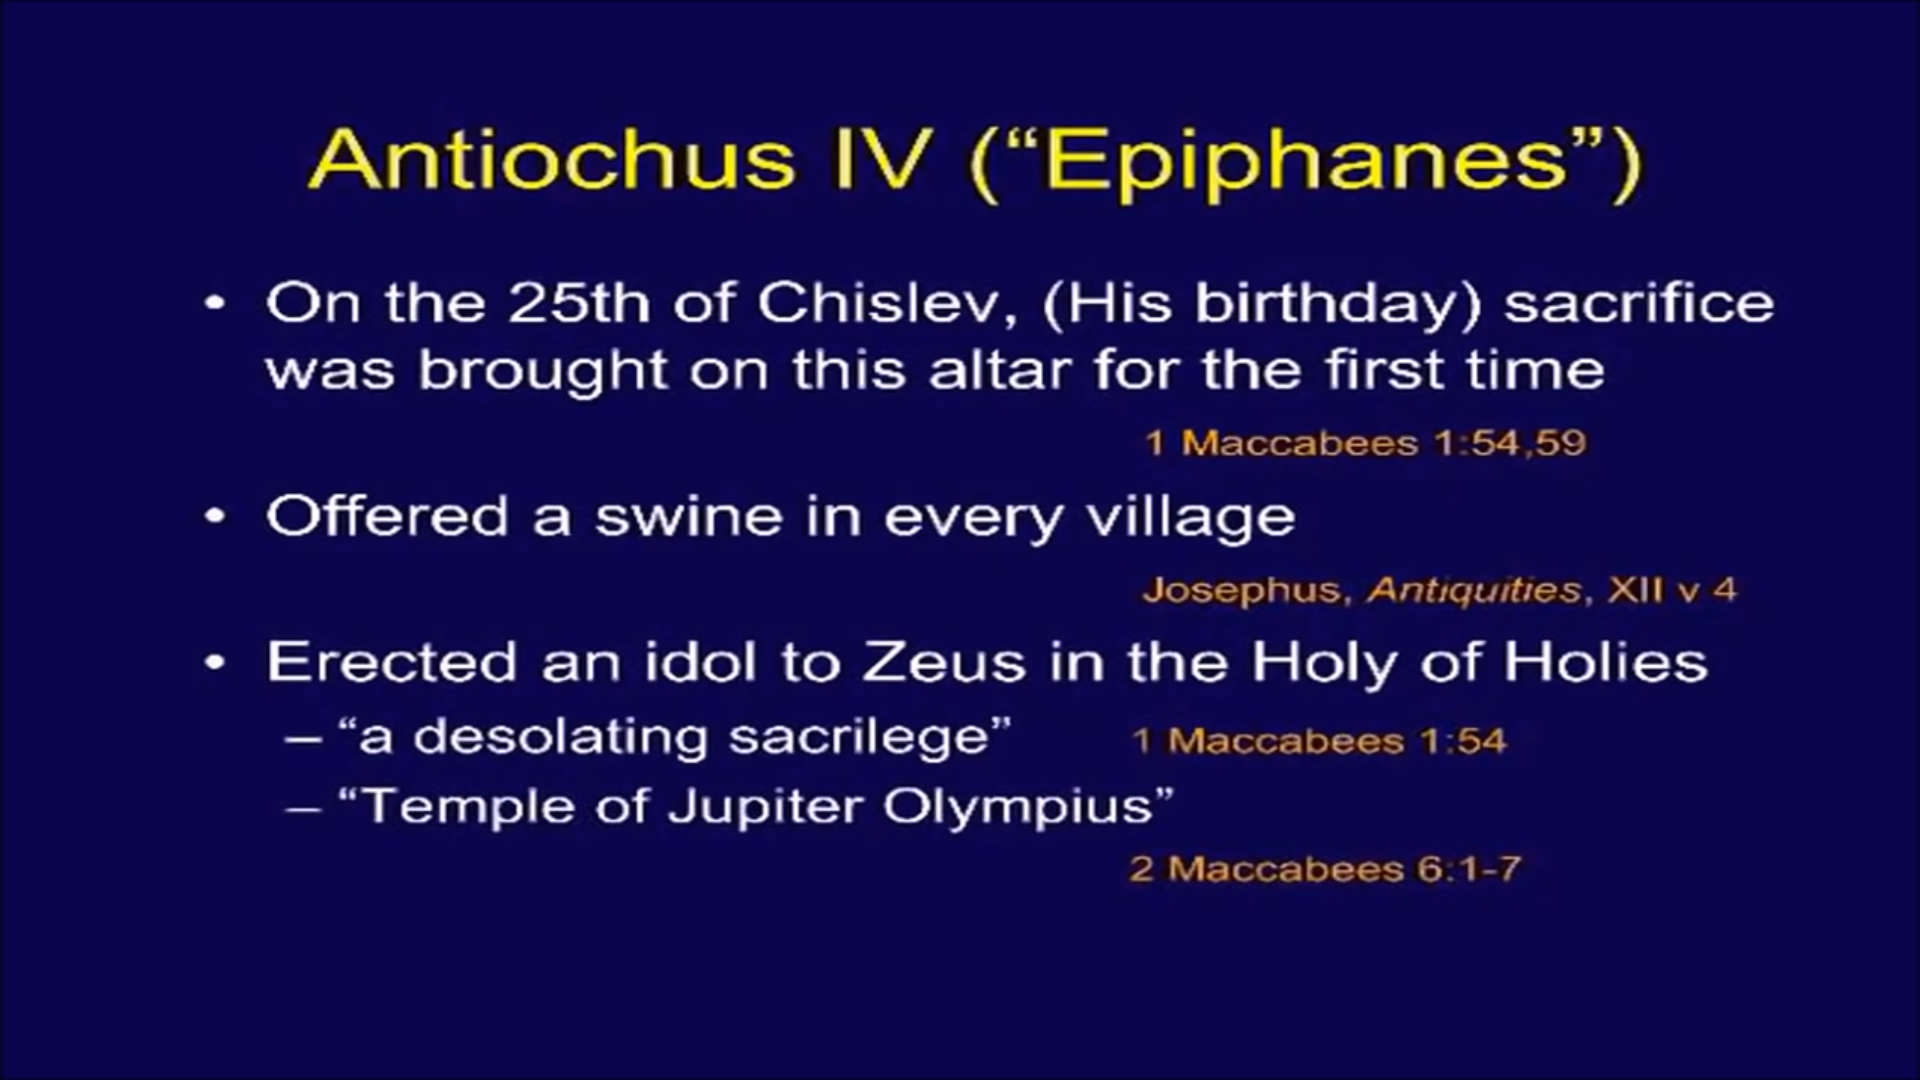 Antiochus IV (“Epiphanes”)
• On the 25th of Chislev, (His birthday) sacrifice
was brought on this altar for the first time
1 Maccabees 1:54,59
• Offered a swine in every village
Josephus, Antiquities, XII v 4
• Erected an idol to Zeus in the Holy of Holies
– “a desolating sacrilege” 1 Maccabees 1:54
– “Temple of Jupiter Olympius”
2 Maccabees 6:1-7